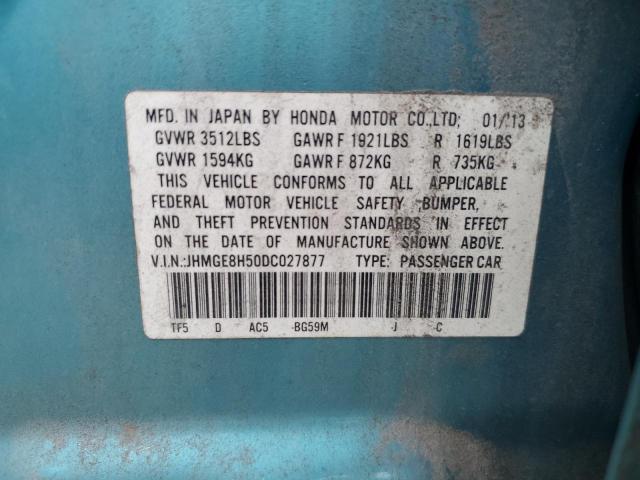 MFD. IN JAPAN BY HONDA MOTOR CO.,LTD; 01/13
GVWR 3512LBS GAWR F 1921LBS R 1619LBS
GVWR 1594KG GAWR F 872KG R 735KG
THIS VEHICLE CONFORMS TO ALL APPLICABLE
FEDERAL MOTOR VEHICLE SAFETY, BUMPER,
AND THEFT PREVENTION STANDARDS IN EFFECT
ON THE DATE OF MANUFACTURE SHOWN ABOVE.
V.I.N.:JHMGE8H50DC027877 TYPE: PASSENGER CAR
TF5 D AC5 -BG59M -J -C